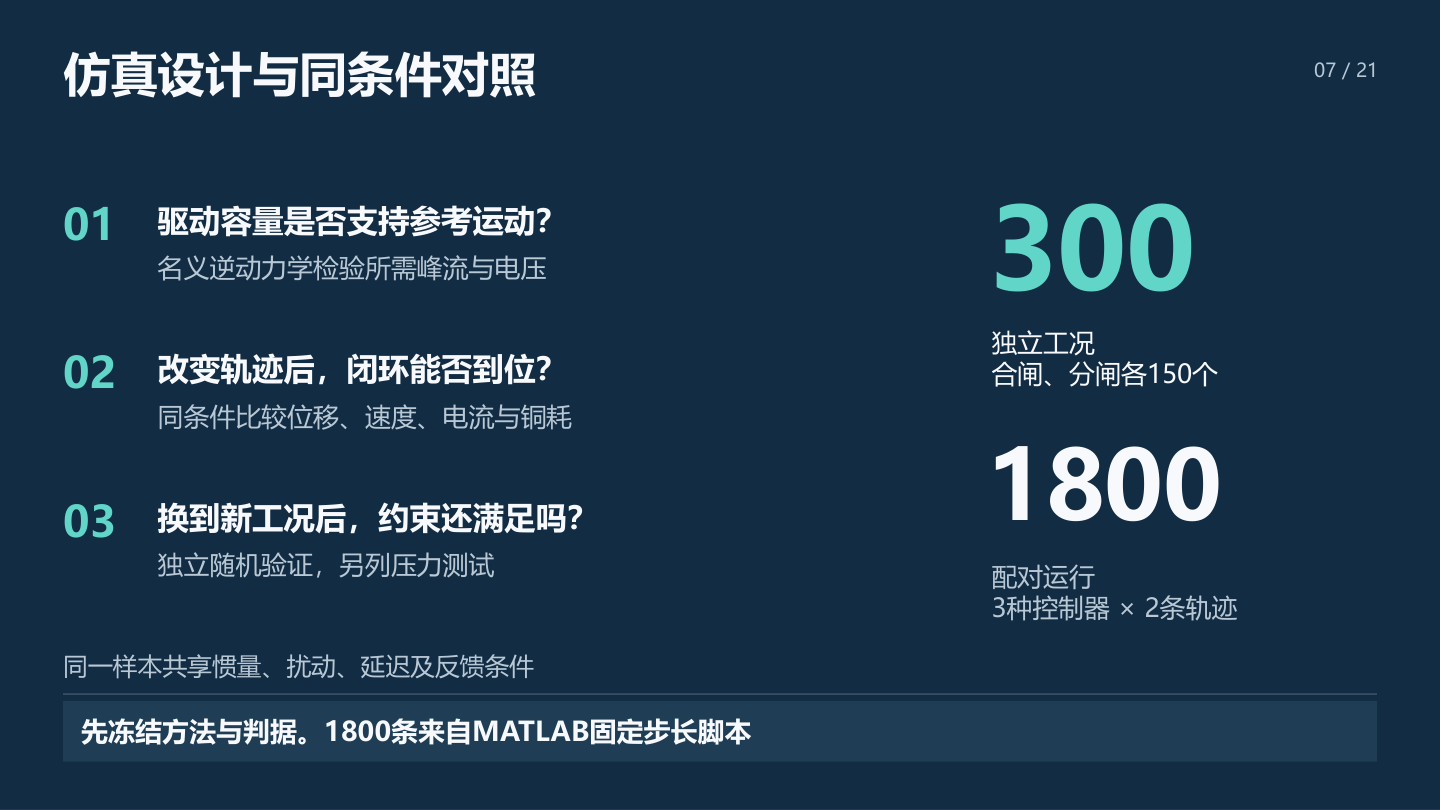 仿真设计与同条件对照
07 / 21
01
驱动容量是否支持参考运动？
名义逆动力学检验所需峰流与电压
02
改变轨迹后，闭环能否到位？
同条件比较位移、速度、电流与铜耗
03
换到新工况后，约束还满足吗？
独立随机验证，另列压力测试
300
独立工况
合闸、分闸各150个
1800
配对运行
3种控制器 × 2条轨迹
同一样本共享惯量、扰动、延迟及反馈条件
先冻结方法与判据。1800条来自MATLAB固定步长脚本